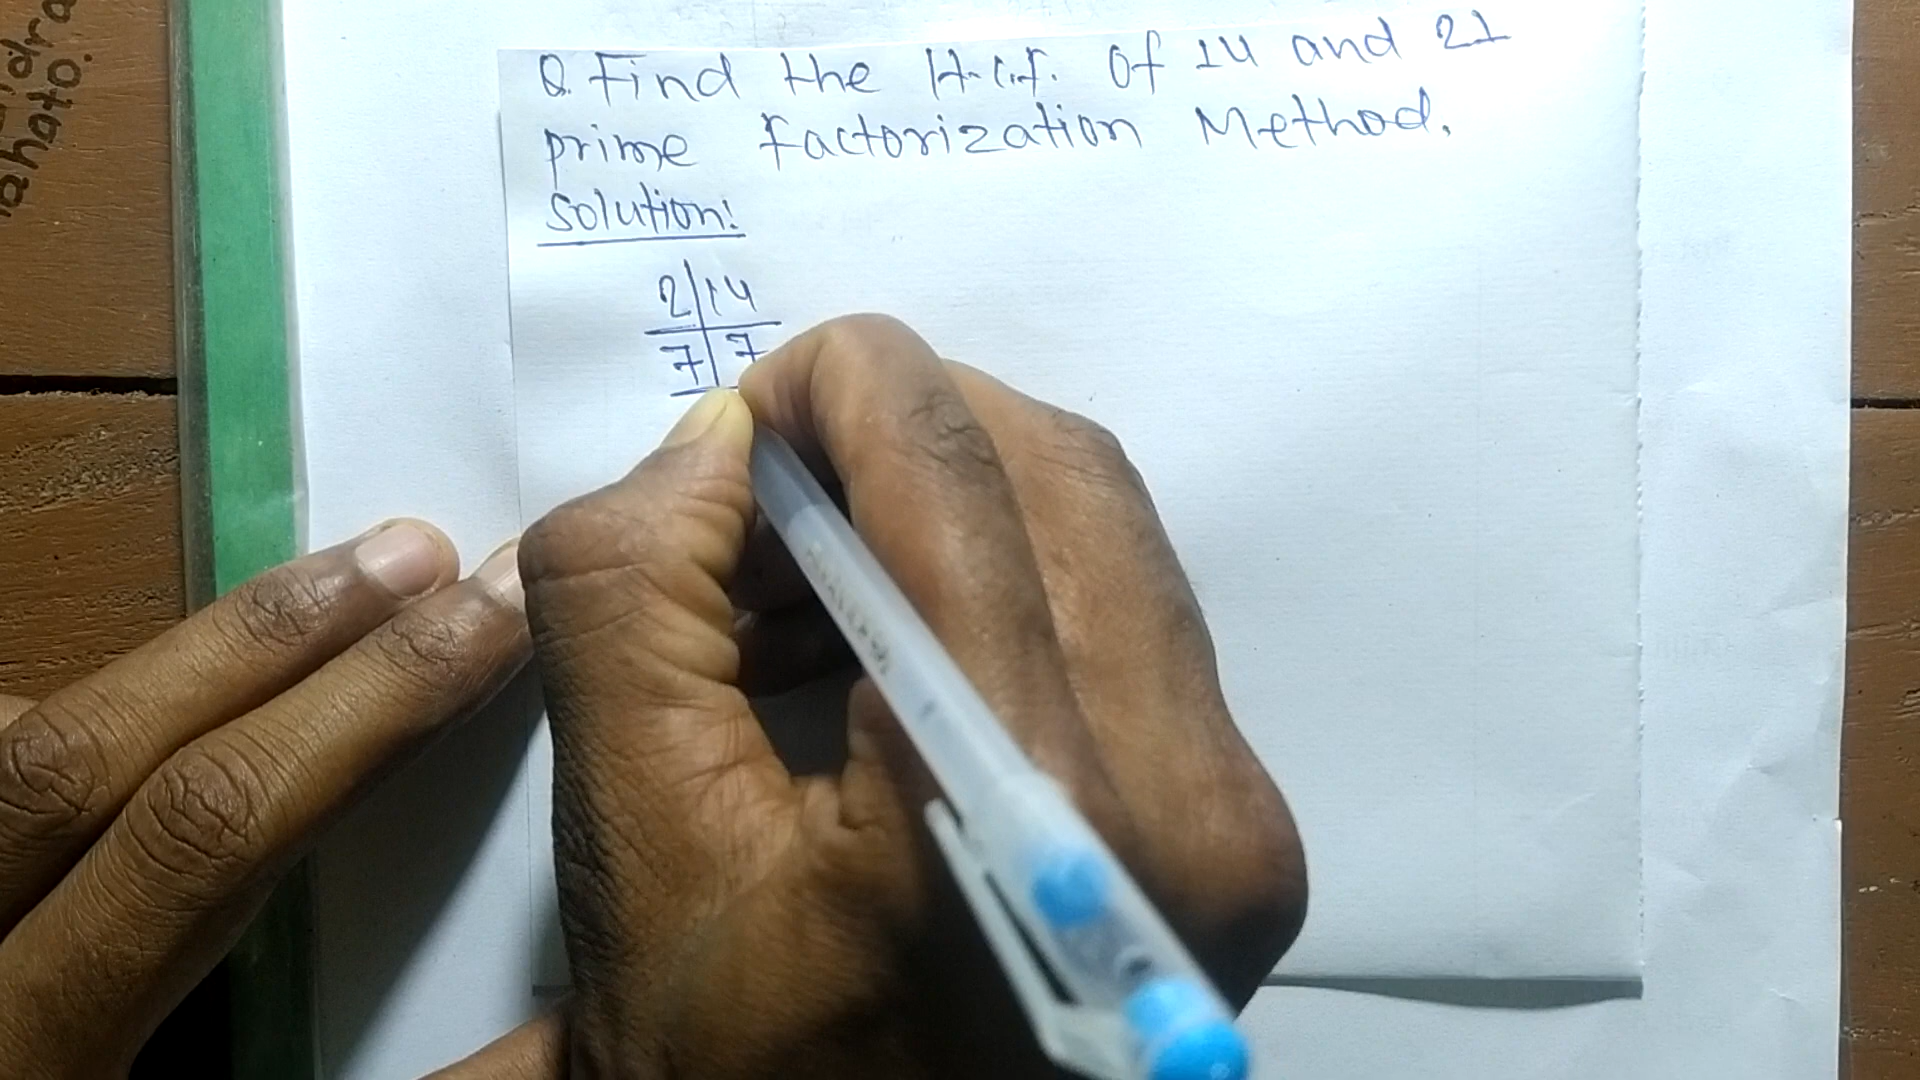 Q. Find the H.C.F. of 14 and 21
prime factorization Method.
solution:
2|14
7|7